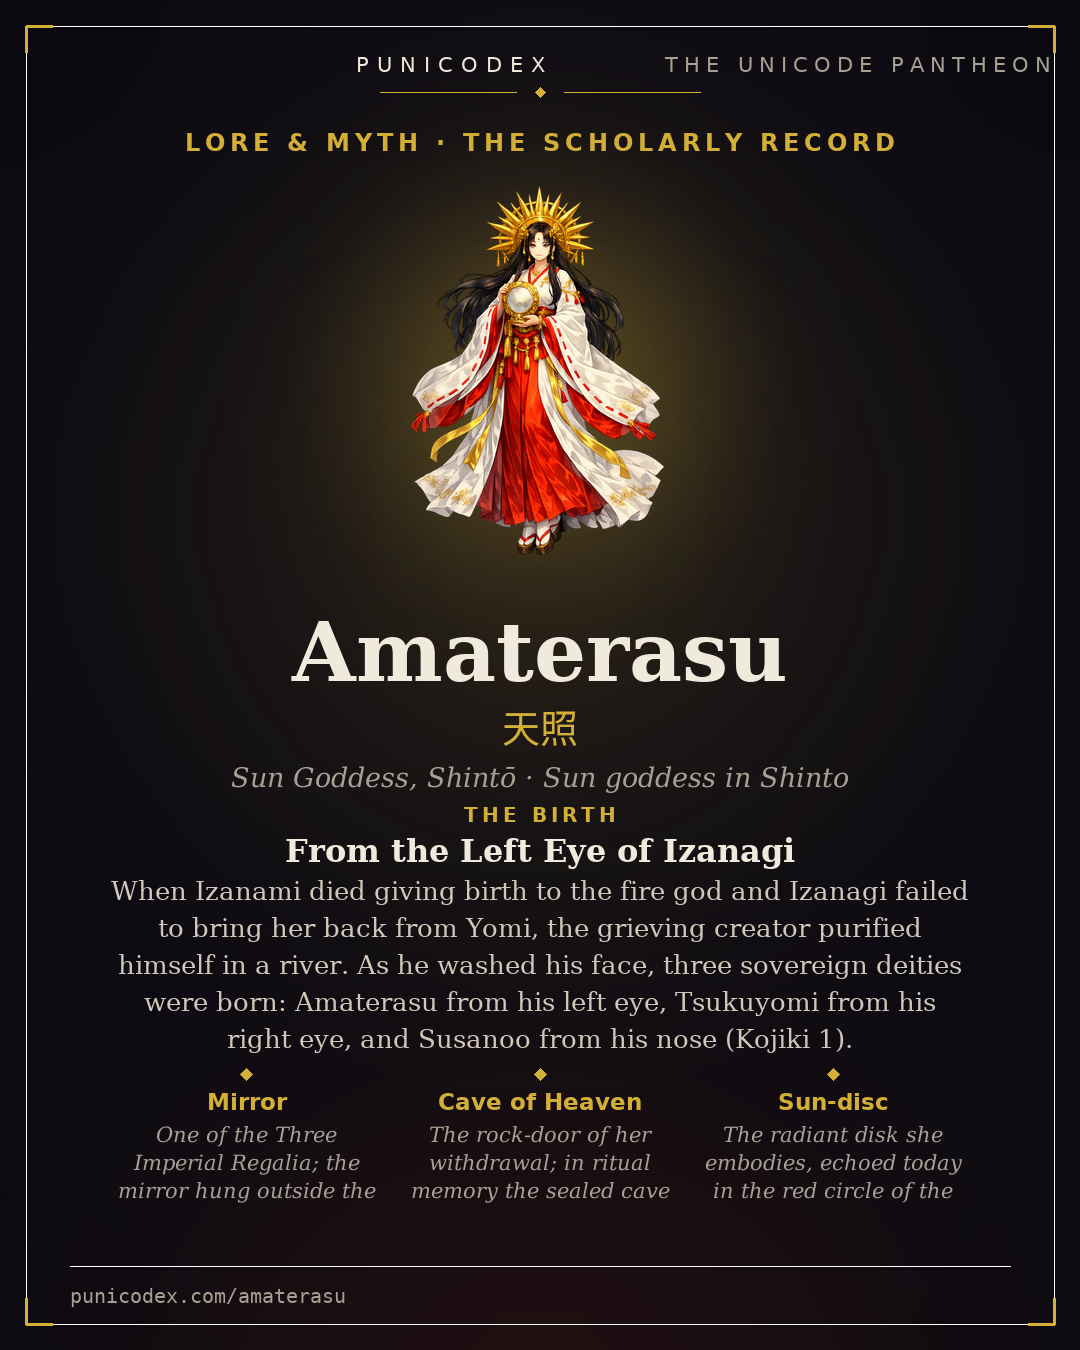 PUNICODEX THE UNICODE PANTHEON
LORE & MYTH · THE SCHOLARLY RECORD
Amaterasu
天照
Sun Goddess, Shintō · Sun goddess in Shinto
THE BIRTH
From the Left Eye of Izanagi
When Izanami died giving birth to the fire god and Izanagi failed
to bring her back from Yomi, the grieving creator purified
himself in a river. As he washed his face, three sovereign deities
were born: Amaterasu from his left eye, Tsukuyomi from his
right eye, and Susanoo from his nose (Kojiki 1).
Mirror
One of the Three
Imperial Regalia; the
mirror hung outside the
Cave of Heaven
The rock-door of her
withdrawal; in ritual
memory the sealed cave
Sun-disc
The radiant disk she
embodies, echoed today
in the red circle of the
punicodex.com/amaterasu